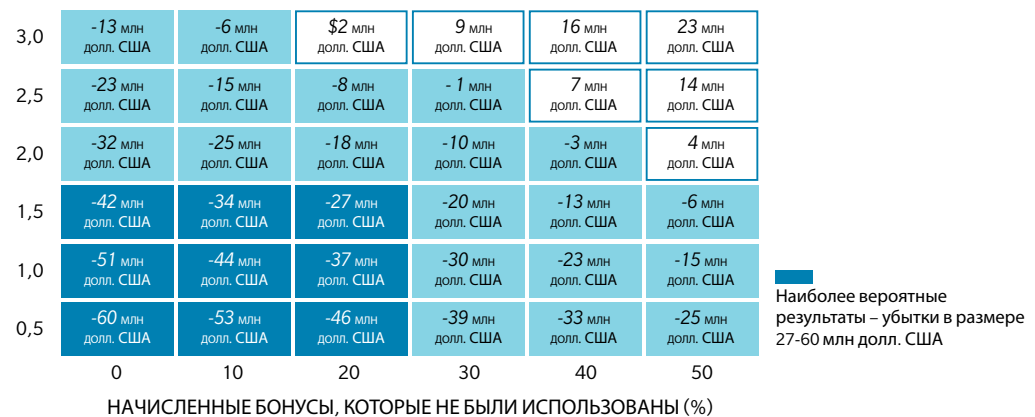 3,0 -13 млн -6 млн $2 млн 9 млн 16 млн 23 млн
долл. США долл. США долл. США долл. США долл. США долл. США
2,5 -23 млн -15 млн -8 млн - 1 млн 7 млн 14 млн
долл. США долл. США долл. США долл. США долл. США долл. США
2,0 -32 млн -25 млн -18 млн -10 млн -3 млн 4 млн
долл. США долл. США долл. США долл. США долл. США долл. США
1,5 -42 млн -34 млн -27 млн -20 млн -13 млн -6 млн
долл. США долл. США долл. США долл. США долл. США долл. США
1,0 -51 млн -44 млн -37 млн -30 млн -23 млн -15 млн
долл. США долл. США долл. США долл. США долл. США долл. США
0,5 -60 млн -53 млн -46 млн -39 млн -33 млн -25 млн
долл. США долл. США долл. США долл. США долл. США долл. США
0 10 20 30 40 50
НАЧИСЛЕННЫЕ БОНУСЫ, КОТОРЫЕ НЕ БЫЛИ ИСПОЛЬЗОВАНЫ (%)
Наиболее вероятные
результаты – убытки в размере
27-60 млн долл. США